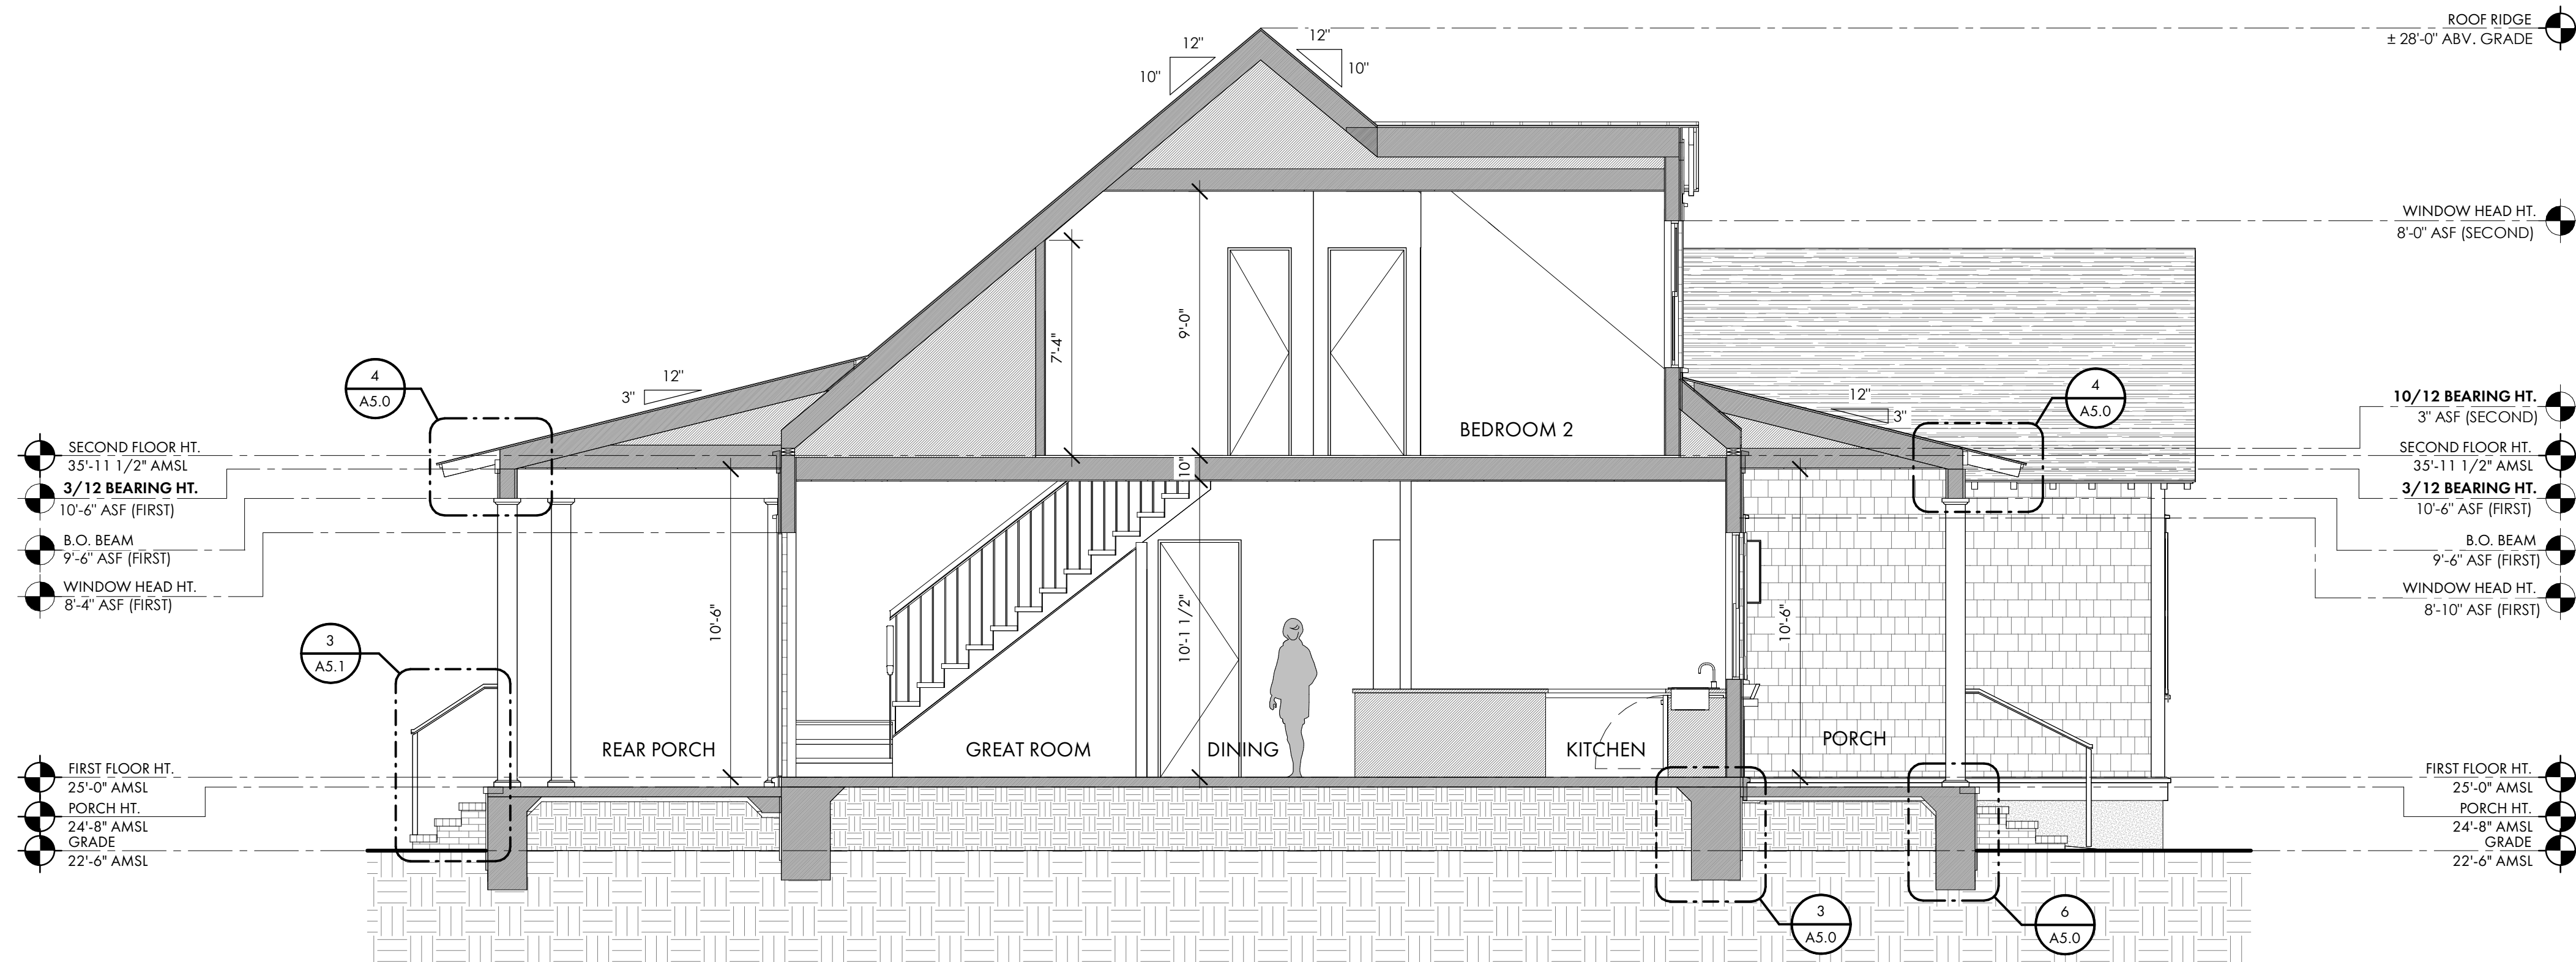 ROOF RIDGE
± 28'-0" ABV. GRADE
12"
10"
12"
10"
WINDOW HEAD HT.
8'-0" ASF (SECOND)
9'-0"
7'-4"
4
A5.0
12"
3"
12"
3"
4
A5.0
10/12 BEARING HT.
3" ASF (SECOND)
BEDROOM 2
SECOND FLOOR HT.
35'-11 1/2" AMSL
3/12 BEARING HT.
10'-6" ASF (FIRST)
B.O. BEAM
9'-6" ASF (FIRST)
WINDOW HEAD HT.
8'-4" ASF (FIRST)
10"
SECOND FLOOR HT.
35'-11 1/2" AMSL
3/12 BEARING HT.
10'-6" ASF (FIRST)
B.O. BEAM
9'-6" ASF (FIRST)
WINDOW HEAD HT.
8'-10" ASF (FIRST)
3
A5.1
10'-6"
10'-1 1/2"
10'-6"
REAR PORCH
GREAT ROOM
DINING
KITCHEN
PORCH
FIRST FLOOR HT.
25'-0" AMSL
PORCH HT.
24'-8" AMSL
GRADE
22'-6" AMSL
FIRST FLOOR HT.
25'-0" AMSL
PORCH HT.
24'-8" AMSL
GRADE
22'-6" AMSL
3
A5.0
6
A5.0